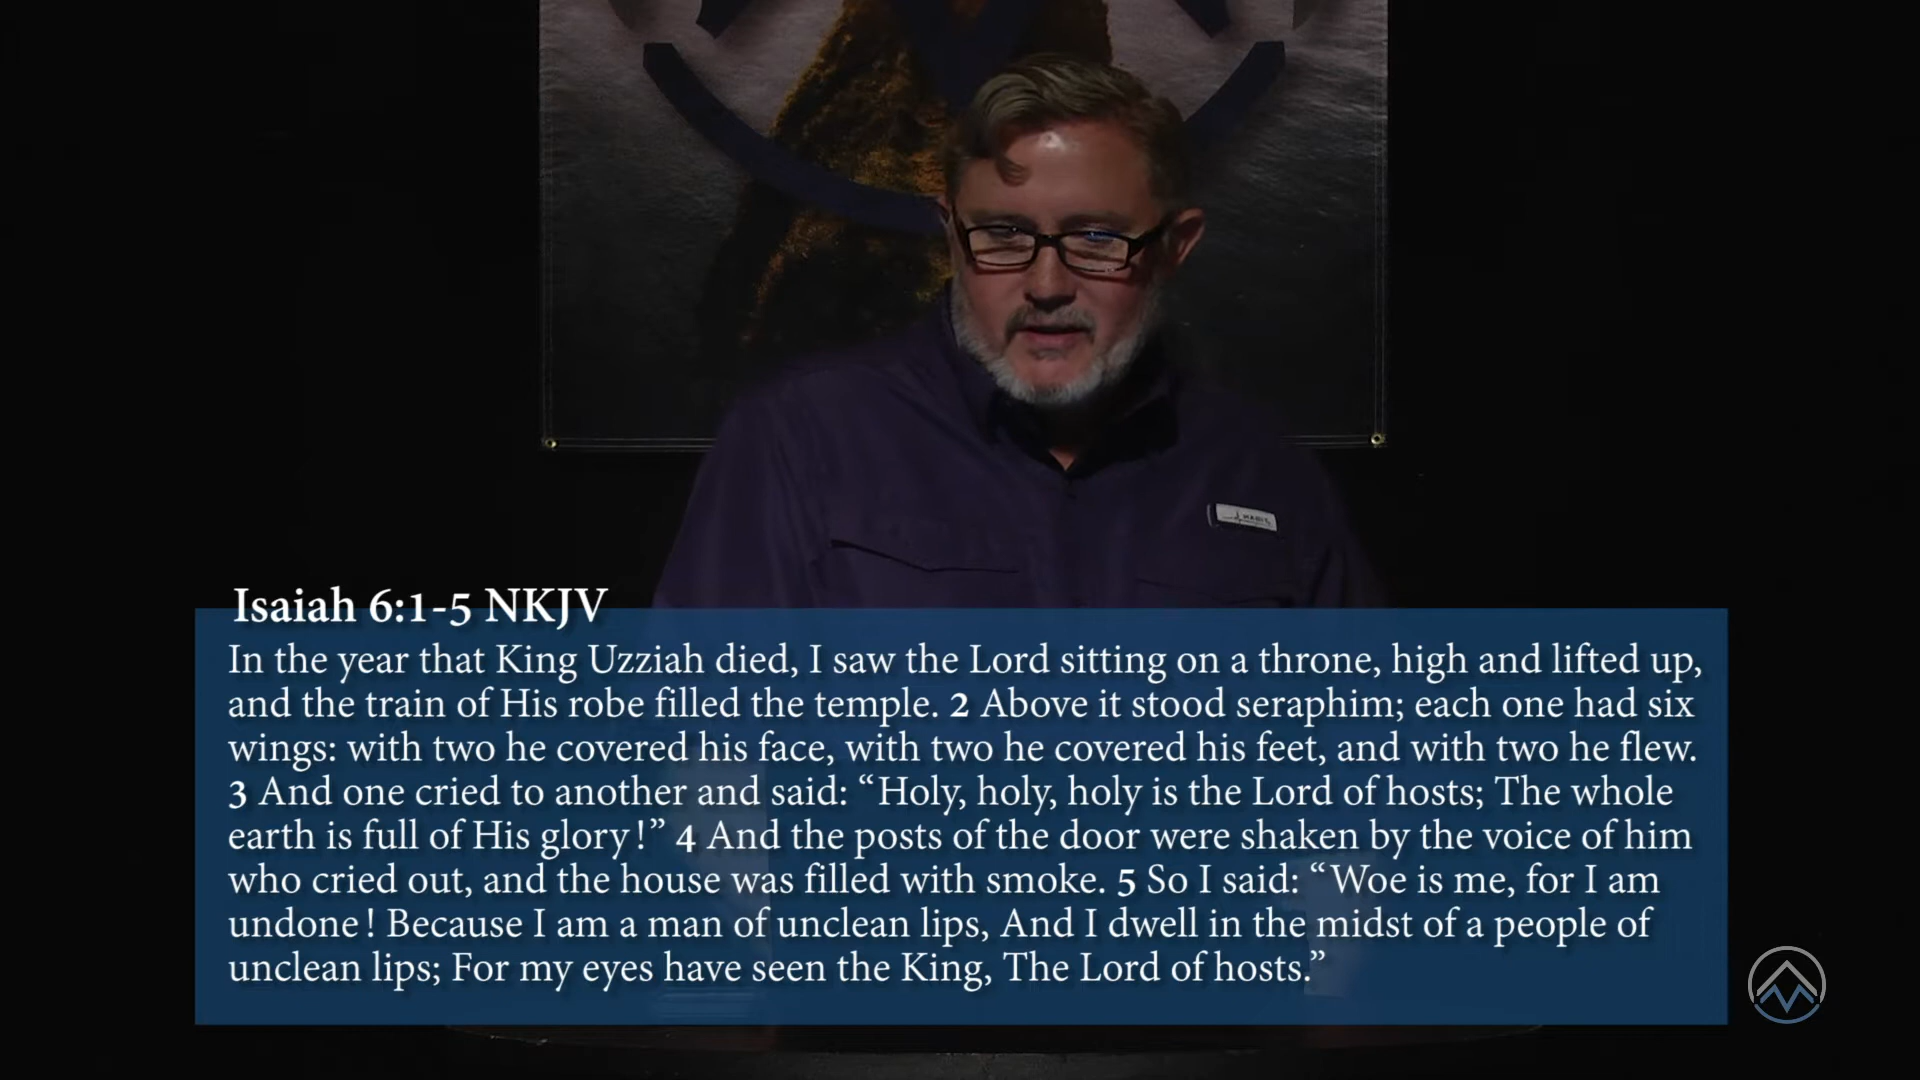 Isaiah 6:1-5 NKJV
In the year that King Uzziah died, I saw the Lord sitting on a throne, high and lifted up,
and the train of His robe filled the temple. 2 Above it stood seraphim; each one had six
wings: with two he covered his face, with two he covered his feet, and with two he flew.
3 And one cried to another and said: “Holy, holy, holy is the Lord of hosts; The whole
earth is full of His glory!” 4 And the posts of the door were shaken by the voice of him
who cried out, and the house was filled with smoke. 5 So I said: “Woe is me, for I am
undone! Because I am a man of unclean lips, And I dwell in the midst of a people of
unclean lips; For my eyes have seen the King, The Lord of hosts.”